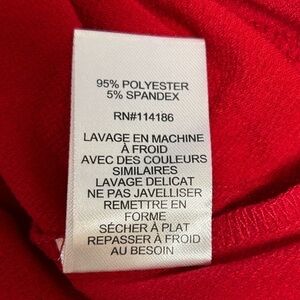 95% POLYESTER
5% SPANDEX
RN#114186
LAVAGE EN MACHINE
À FROID
AVEC DES COULEURS
SIMILAIRES
LAVAGE DELICAT
NE PAS JAVELLISER
REMETTRE EN
FORME
SÉCHER À PLAT
REPASSER À FROID
AU BESOIN